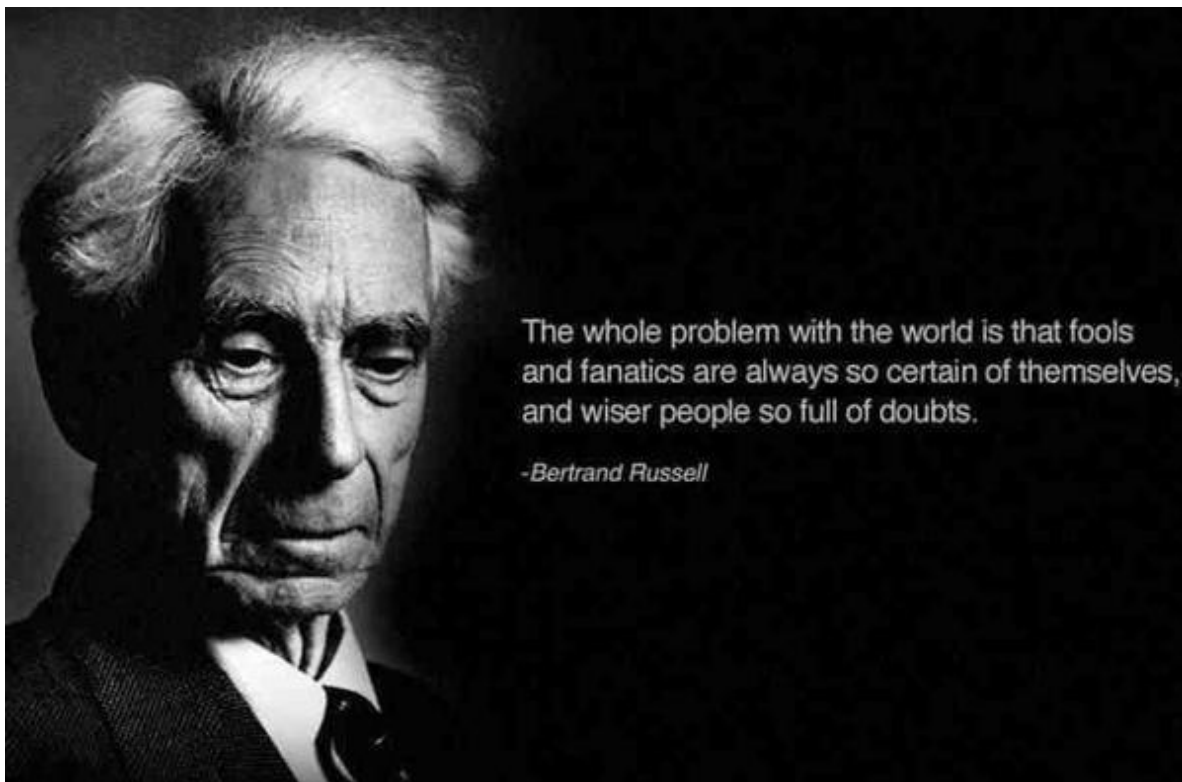 The whole problem with the world is that fools
and fanatics are always so certain of themselves,
and wiser people so full of doubts.
-Bertrand Russell